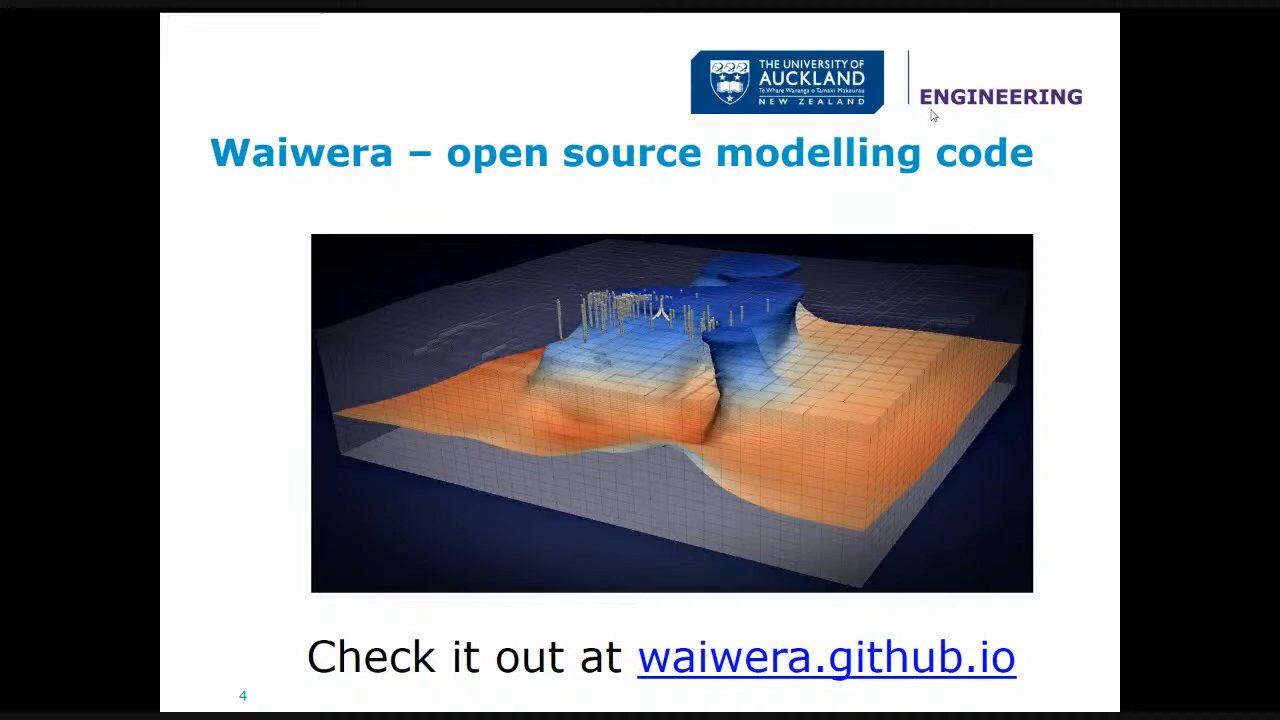 THE UNIVERSITY OF
AUCKLAND
Te Whare Wānanga o Tāmaki Makaurau
NEW ZEALAND
ENGINEERING
Waiwera – open source modelling code
Check it out at waiwera.github.io
4